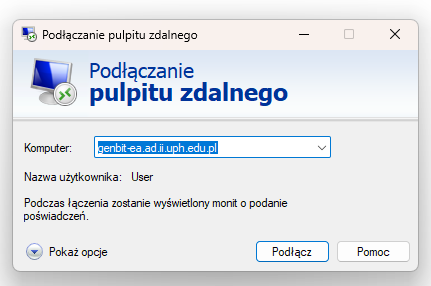 Podłączanie pulpitu zdalnego
Podłączanie
pulpitu zdalnego
Komputer:
genbit-ea.ad.ii.uph.edu.pl
Nazwa użytkownika: User
Podczas łączenia zostanie wyświetlony monit o podanie
poświadczeń.
Pokaż opcje
Podłącz
Pomoc